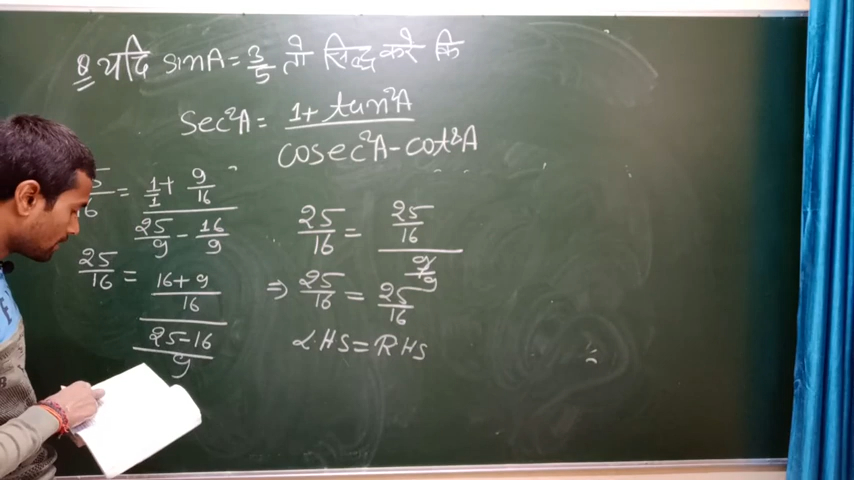 8 यदि sinA = 3/5 तो सिद्ध करे कि
Sec²A = (1 + tan²A) / (cosec²A - cot²A)
= (1/1 + 9/16) / (25/9 - 16/9)
25/16 = ((16+9)/16) / ((25-16)/9)
25/16 = (25/16) / (9/9)
⇒ 25/16 = 25/16
L.HS = RHS